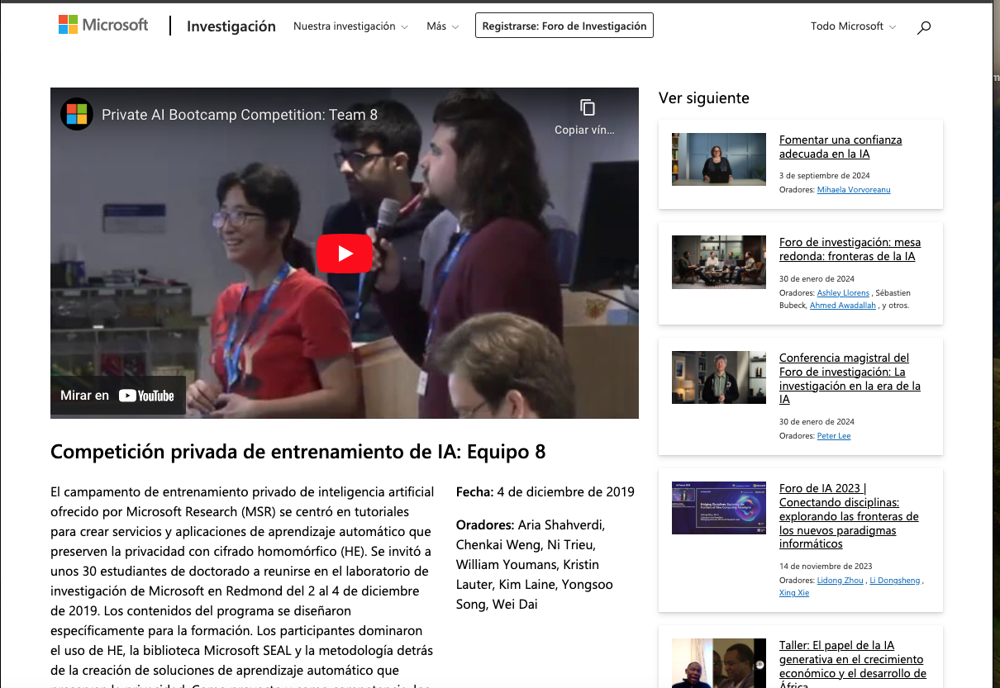 Microsoft
Investigación
Nuestra investigación
Más
Registrarse: Foro de Investigación
Todo Microsoft
Private AI Bootcamp Competition: Team 8
Copiar vín...
Mirar en YouTube
Competición privada de entrenamiento de IA: Equipo 8
El campamento de entrenamiento privado de inteligencia artificial
ofrecido por Microsoft Research (MSR) se centró en tutoriales
para crear servicios y aplicaciones de aprendizaje automático que
preserven la privacidad con cifrado homomórfico (HE). Se invitó a
unos 30 estudiantes de doctorado a reunirse en el laboratorio de
investigación de Microsoft en Redmond del 2 al 4 de diciembre
de 2019. Los contenidos del programa se diseñaron
específicamente para la formación. Los participantes dominaron
el uso de HE, la biblioteca Microsoft SEAL y la metodología detrás
de la creación de soluciones de aprendizaje automático que
Fecha: 4 de diciembre de 2019
Oradores: Aria Shahverdi,
Chenkai Weng, Ni Trieu,
William Youmans, Kristin
Lauter, Kim Laine, Yongsoo
Song, Wei Dai
Ver siguiente
Fomentar una confianza
adecuada en la IA
3 de septiembre de 2024
Oradores: Mihaela Vorvoreanu
Foro de investigación: mesa
redonda: fronteras de la IA
30 de enero de 2024
Oradores: Ashley Llorens , Sébastien
Bubeck, Ahmed Awadallah , y otros.
Conferencia magistral del
Foro de investigación: La
investigación en la era de la
IA
30 de enero de 2024
Oradores: Peter Lee
Foro de IA 2023 |
Conectando disciplinas:
explorando las fronteras de
los nuevos paradigmas
informáticos
14 de noviembre de 2023
Oradores: Lidong Zhou , Li Dongsheng ,
Xing Xie
Taller: El papel de la IA
generativa en el crecimiento
económico y el desarrollo de
África